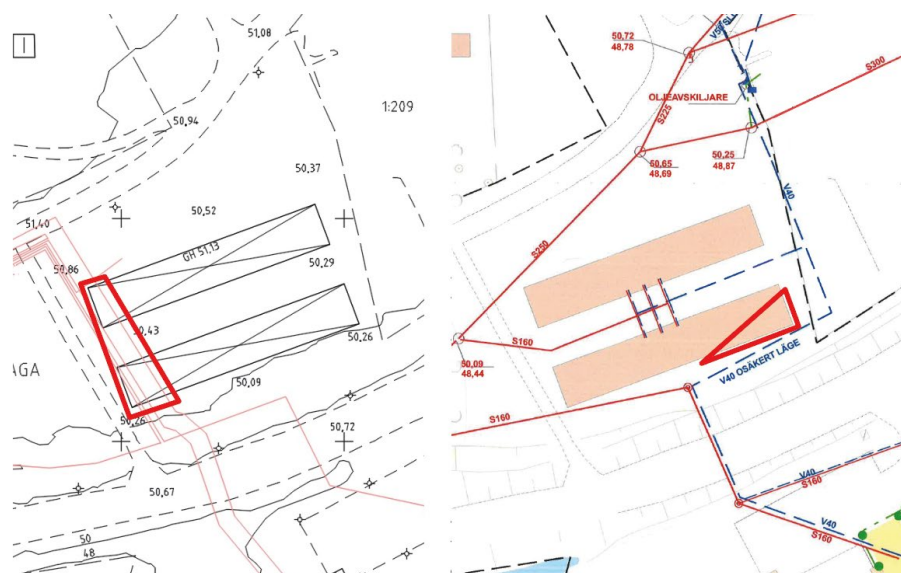 I
51,08
1:209
50,94
50,37
50,52
51,40
GH 51,13
50,86
50,29
50,43
50,26
AGA
50,09
50,26
50,72
50,67
50
48
50,72
48,78
S300
OLJEAVSKILJARE
S225
50,65
48,69
50,25
48,87
V40
S250
S160
50,09
48,44
V40 OSÄKERT LÄGE
S160
V40
S160
V40
S160